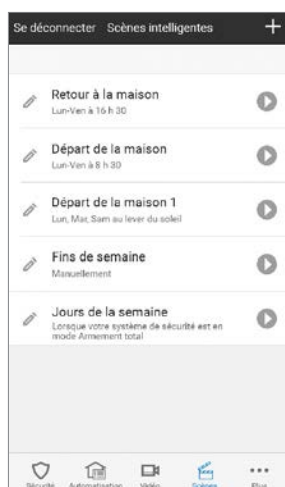 Se déconnecter Scènes intelligentes
Retour à la maison
Lun-Ven à 16 h 30
Départ de la maison
Lun-Ven à 8 h 30
Départ de la maison 1
Lun, Mar, Sam au lever du soleil
Fins de semaine
Manuellement
Jours de la semaine
Lorsque votre système de sécurité est en
mode Armement total
Sécurité Automatisation Vidéo Scènes Plus